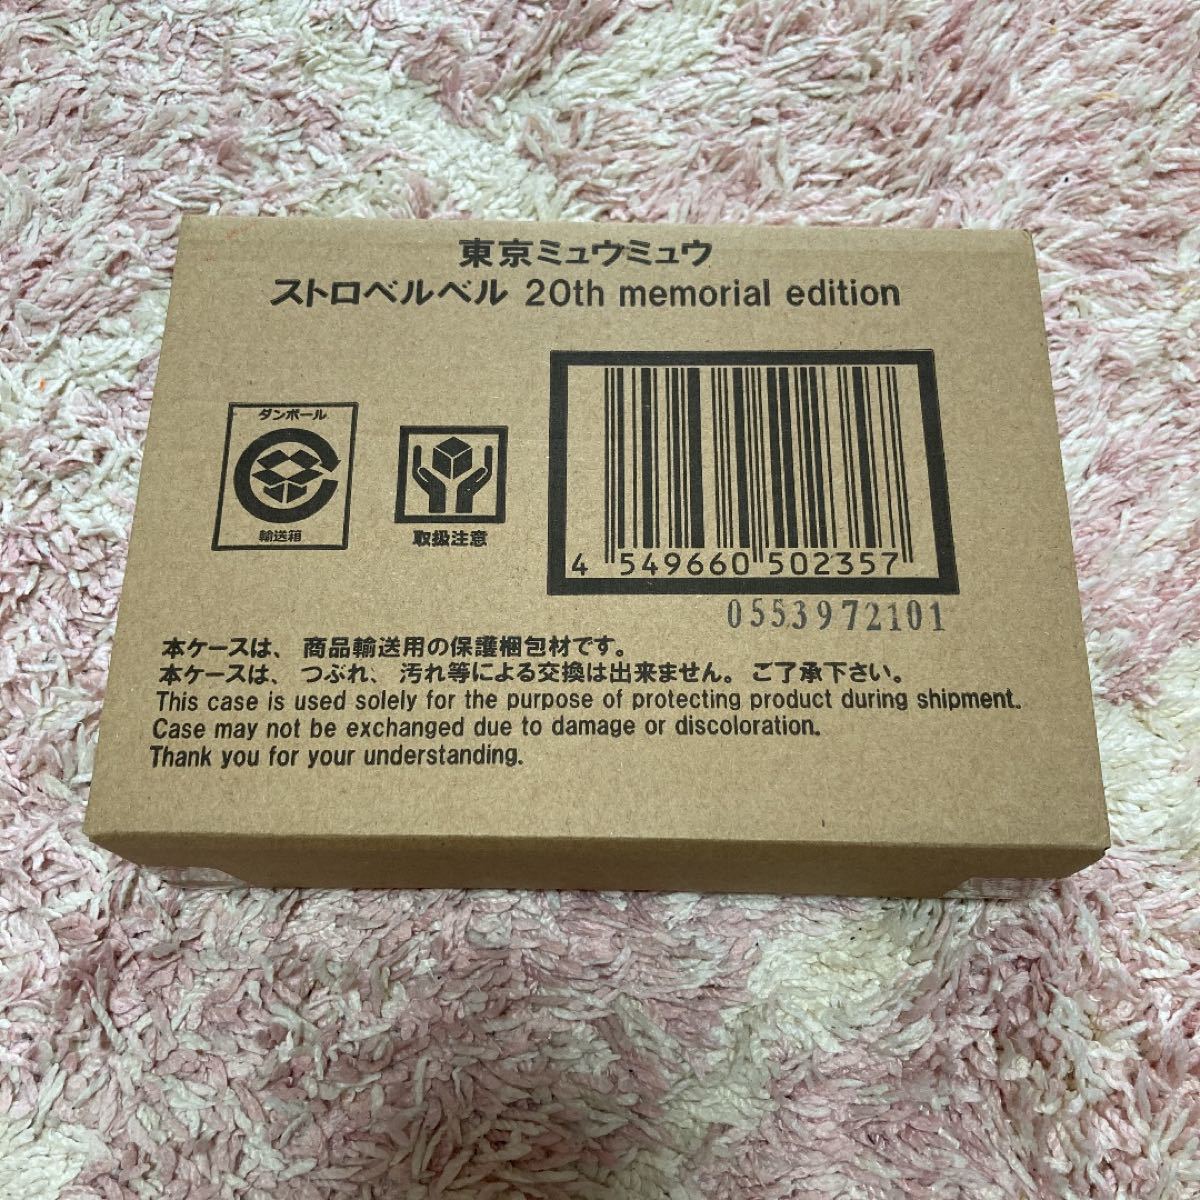 東京ミュウミュウ
ストロベルベル 20th memorial edition
ダンボール
輸送箱
取扱注意
4 549660 502357
0553972101
本ケースは、商品輸送用の保護梱包材です。
本ケースは、つぶれ、汚れ等による交換は出来ません。ご了承下さい。
This case is used solely for the purpose of protecting product during shipment.
Case may not be exchanged due to damage or discoloration.
Thank you for your understanding.